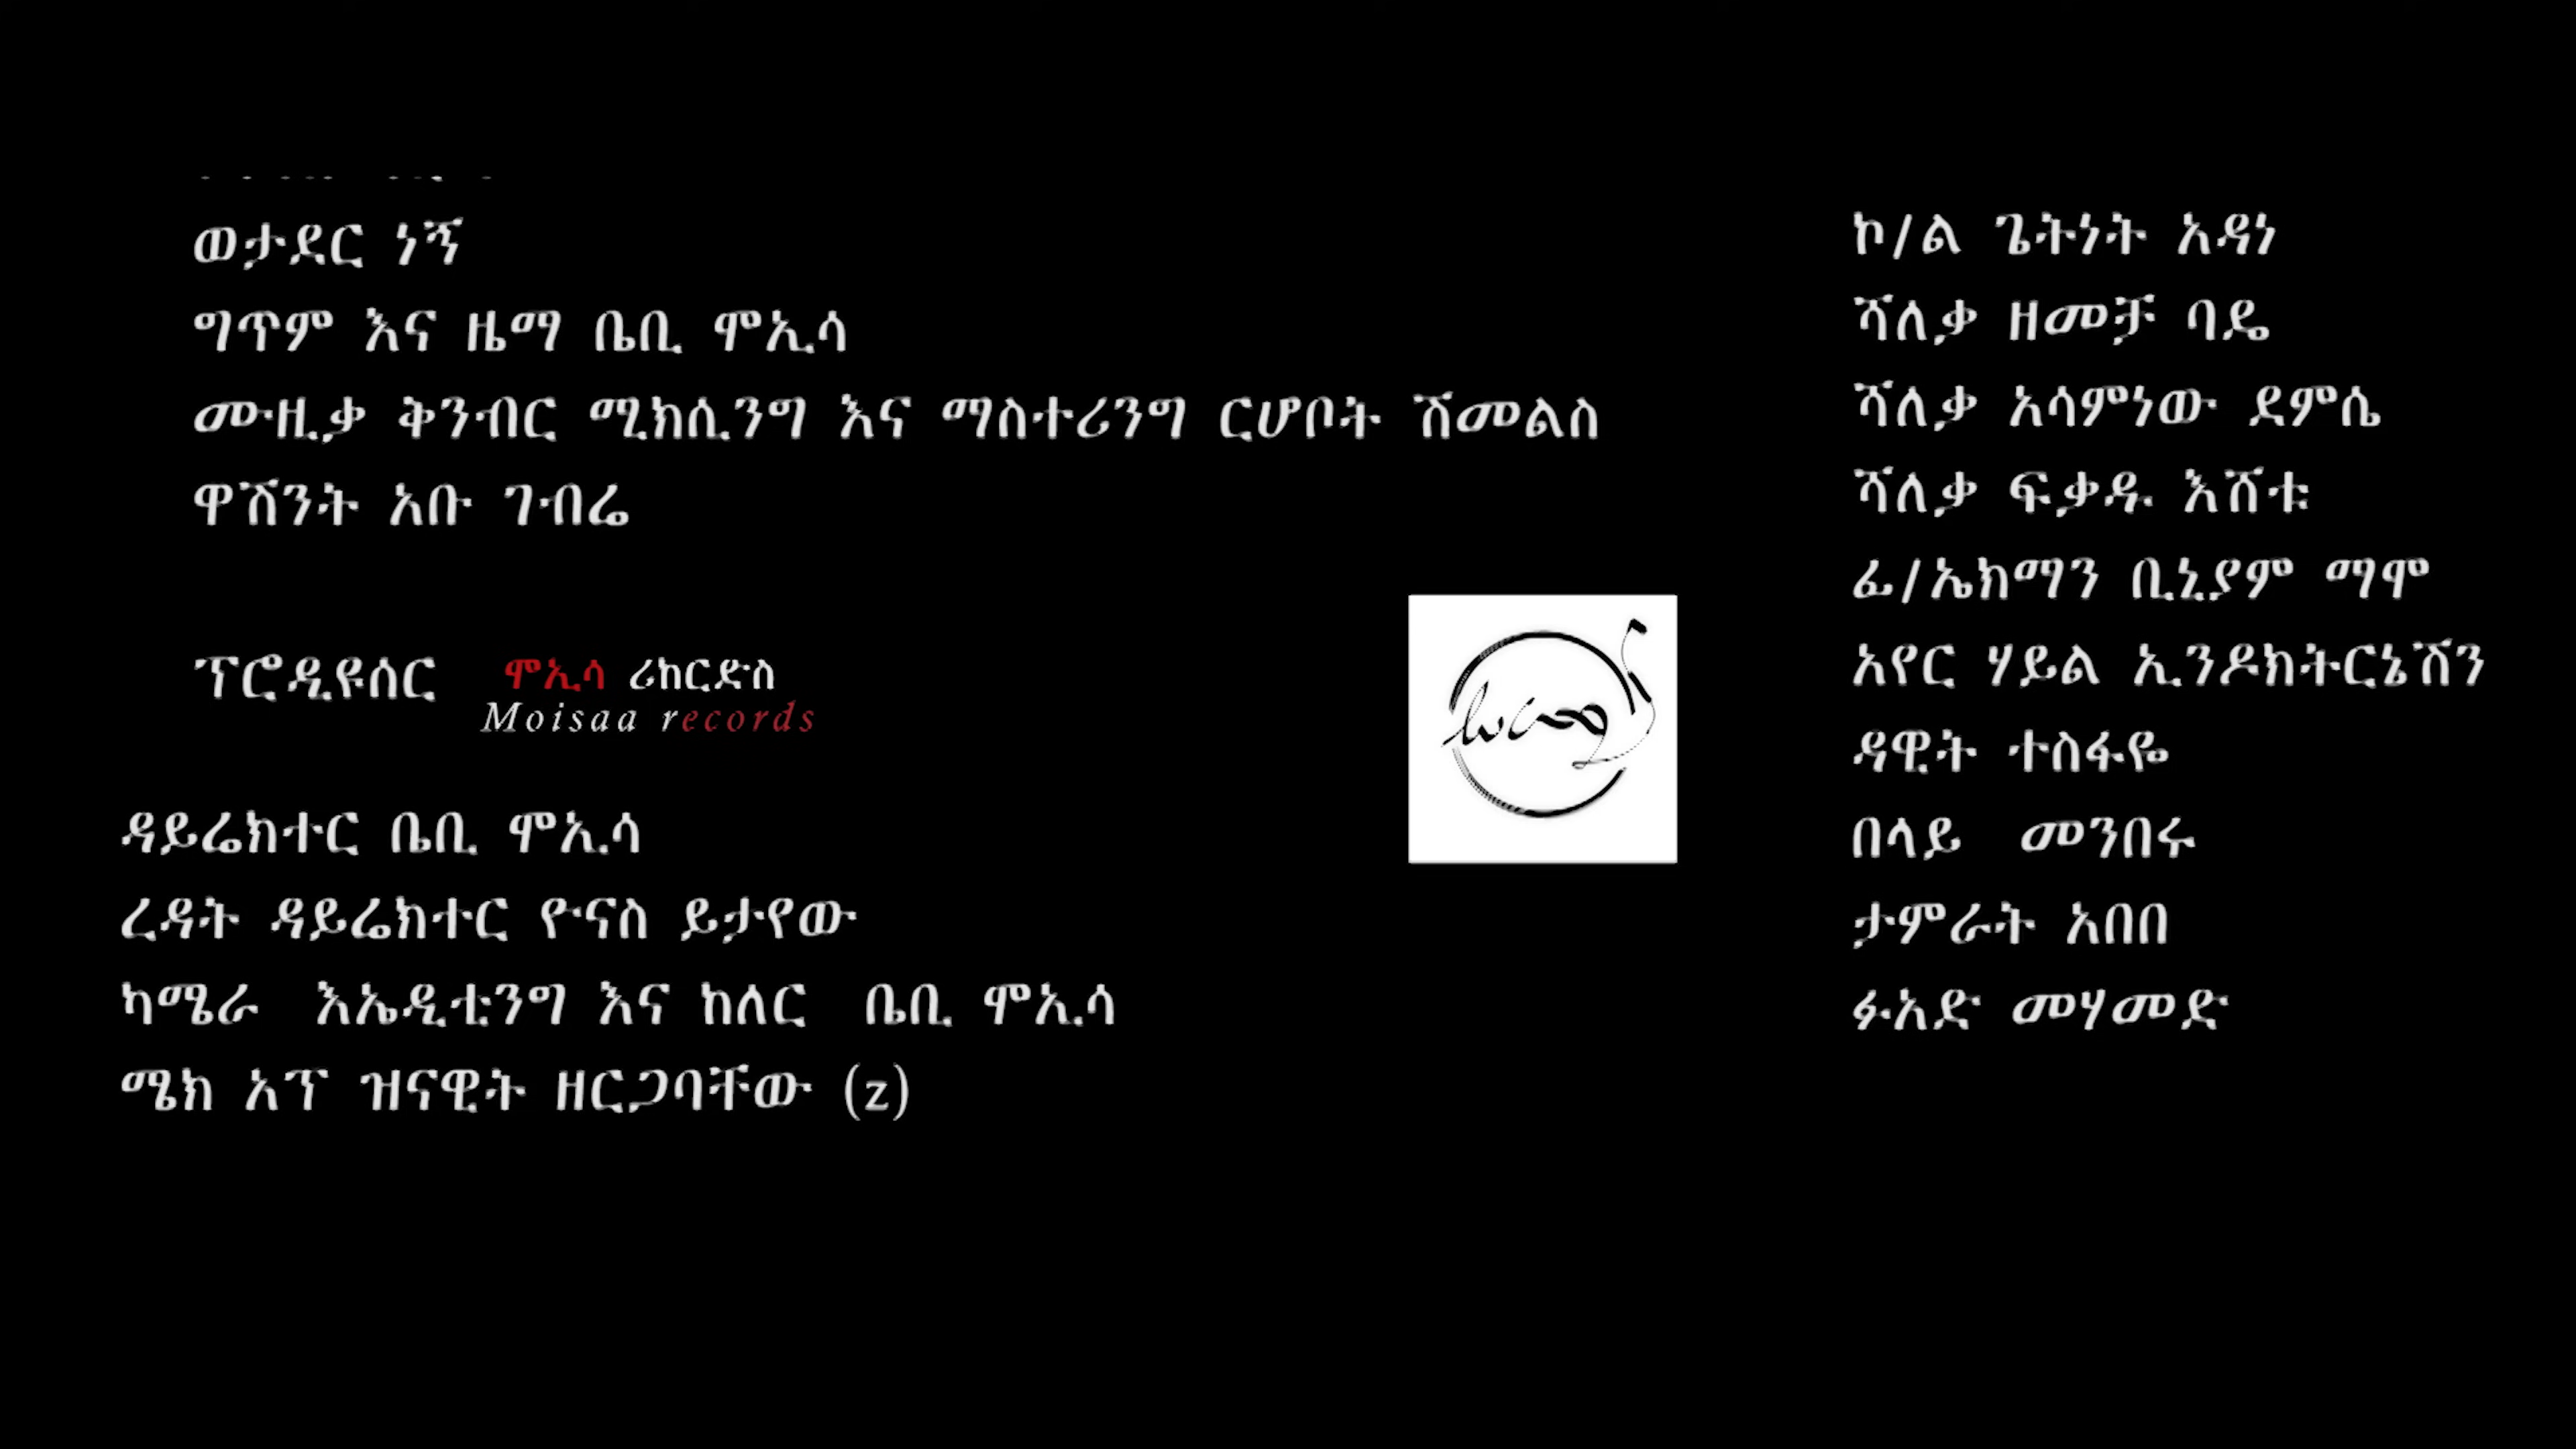 ወታደር ነኝ
ግጥም እና ዜማ ቤቢ ሞኢሳ
ሙዚቃ ቅንብር ሚክሲንግ እና ማስተሪንግ ርሆቦት ሽመልስ
ዋሽንት አቡ ገብሬ
ፕሮዲዩሰር ሞኢሳ ሪከርድስ
Moisaa records
ዳይሬክተር ቤቢ ሞኢሳ
ረዳት ዳይሬክተር ዮናስ ይታየው
ካሜራ እኤዲቲንግ እና ከለር ቤቢ ሞኢሳ
ሜክ አፕ ዝናዊት ዘርጋባቸው (z)
ኮ/ል ጌትነት አዳነ
ሻለቃ ዘመቻ ባዴ
ሻለቃ አሳምነው ደምሴ
ሻለቃ ፍቃዱ እሸቱ
ፊ/ኤክማን ቢኒያም ማሞ
አየር ሃይል ኢንዶክትርኔሽን
ዳዊት ተስፋዬ
በላይ መንበሩ
ታምራት አበበ
ፉአድ መሃመድ